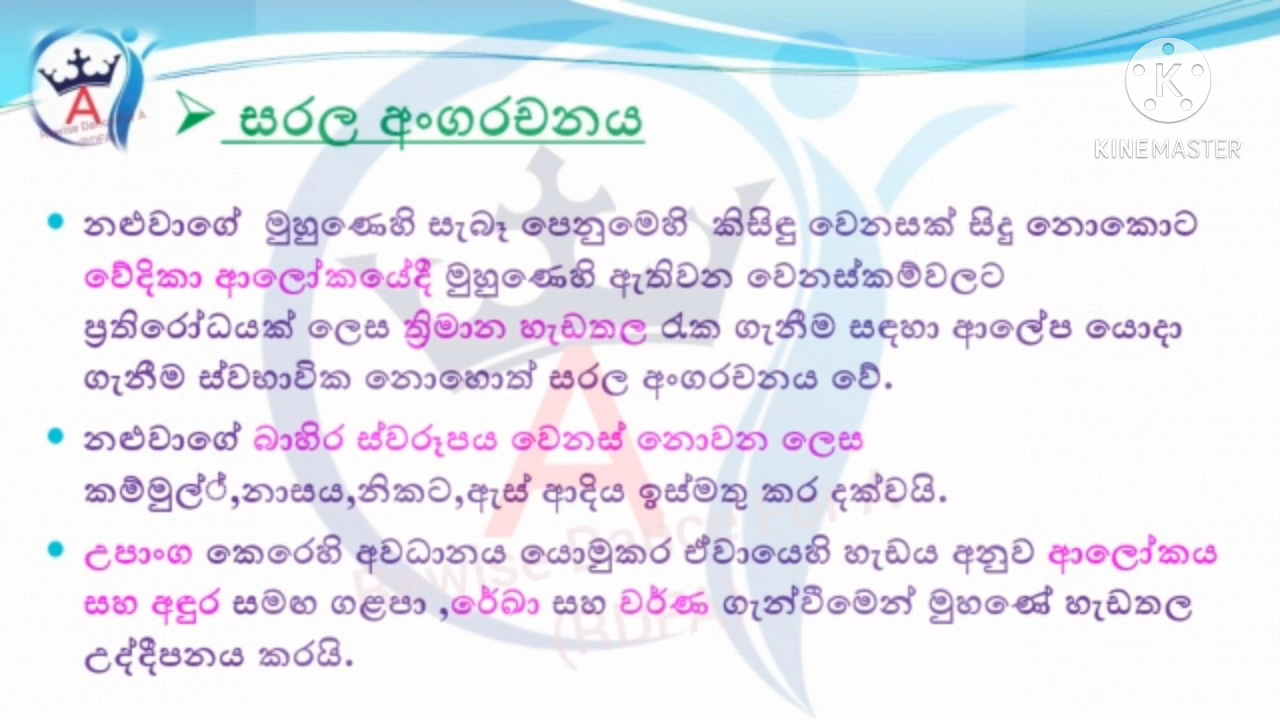 A
KINEMASTER
සරල අංගරචනය
නළුවාගේ මුහුණෙහි සැබෑ පෙනුමෙහි කිසිඳු වෙනසක් සිදු නොකොට
වේදිකා ආලෝකයේදී මුහුණෙහි ඇතිවන වෙනස්කම්වලට
ප්‍රතිරෝධයක් ලෙස ත්‍රිමාන හැඩතල රැක ගැනීම සඳහා ආලේප යොදා
ගැනීම ස්වභාවික නොහොත් සරල අංගරචනය වේ.
නළුවාගේ බාහිර ස්වරූපය වෙනස් නොවන ලෙස
කම්මුල්,නාසය,නිකට,ඇස් ආදිය ඉස්මතු කර දක්වයි.
උපාංග කෙරෙහි අවධානය යොමුකර ඒවායෙහි හැඩය අනුව ආලෝකය
සහ අඳුර සමඟ ගළපා ,රේඛා සහ වර්ණ ගැන්වීමෙන් මුහණේ හැඩතල
උද්දීපනය කරයි.